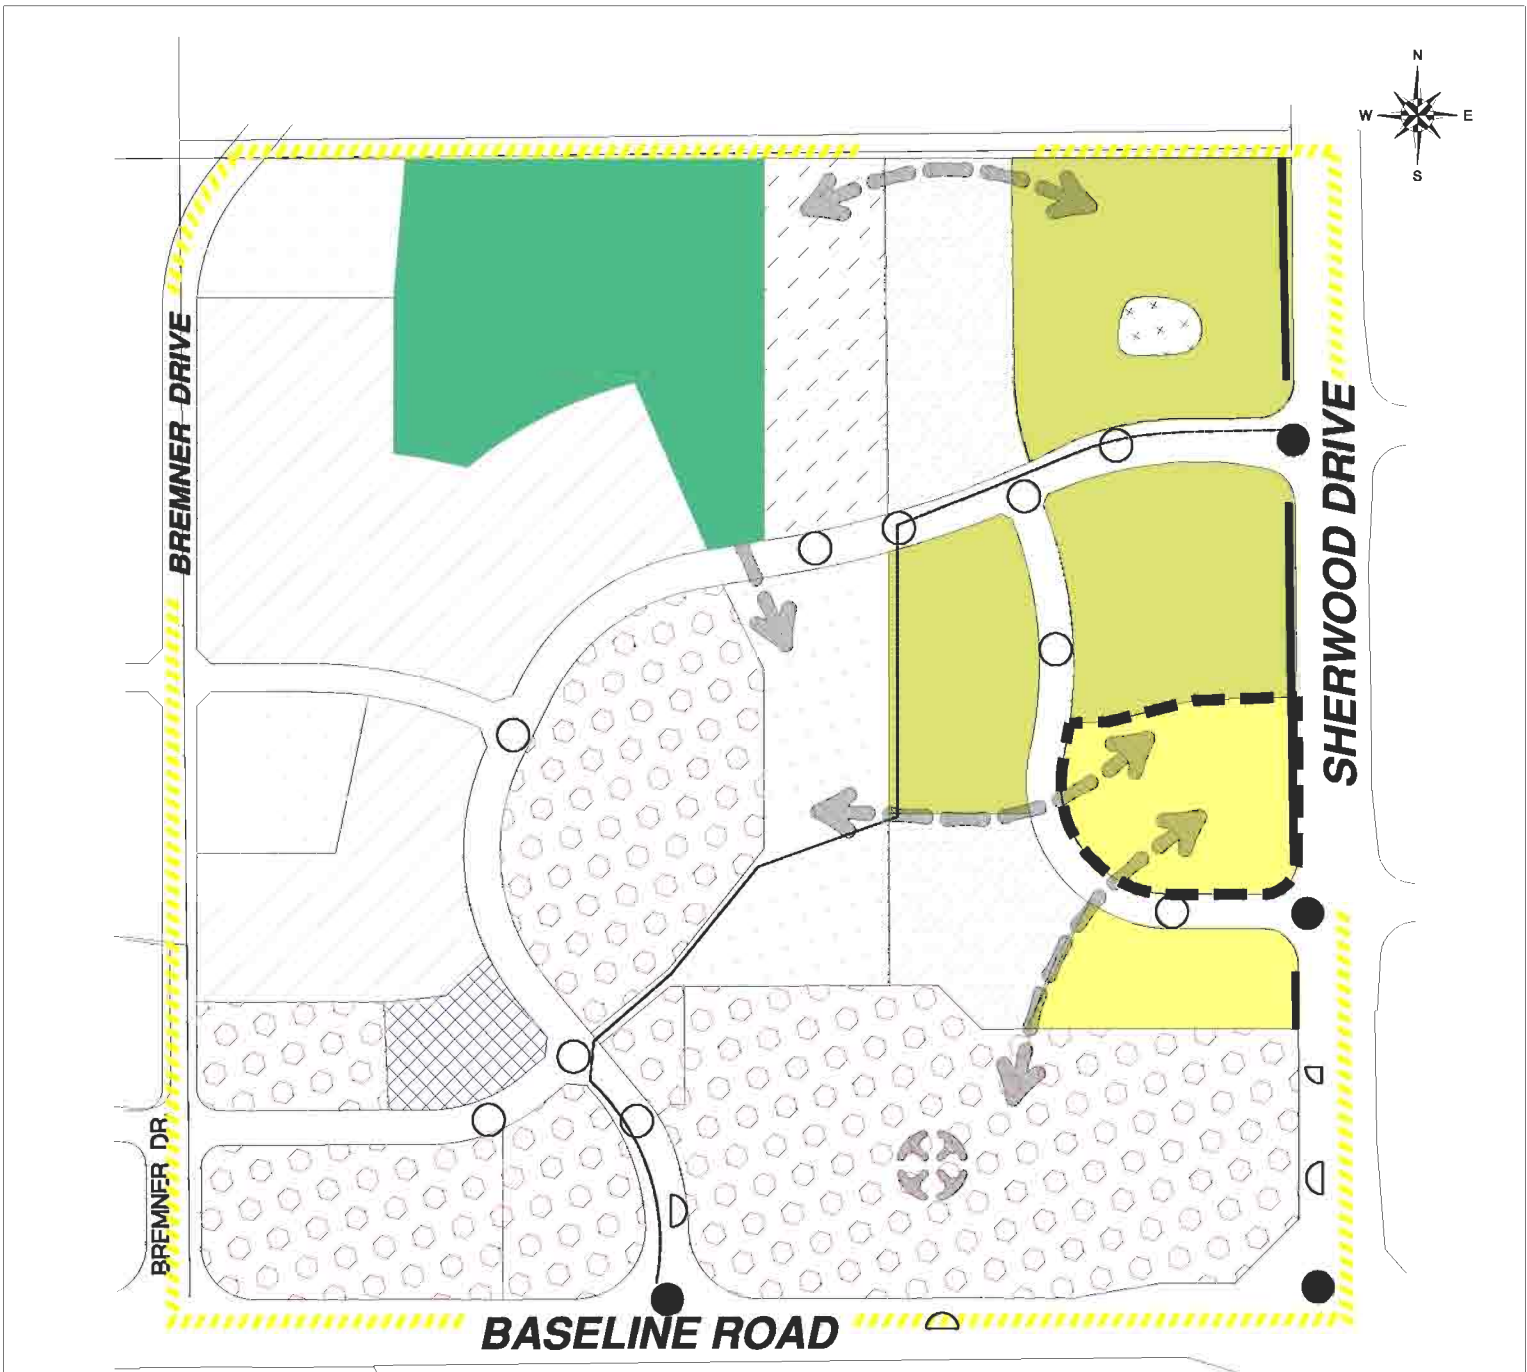 N
W E
S
BREMNER DRIVE
SHERWOOD DRIVE
BREMNER DR.
BASELINE ROAD